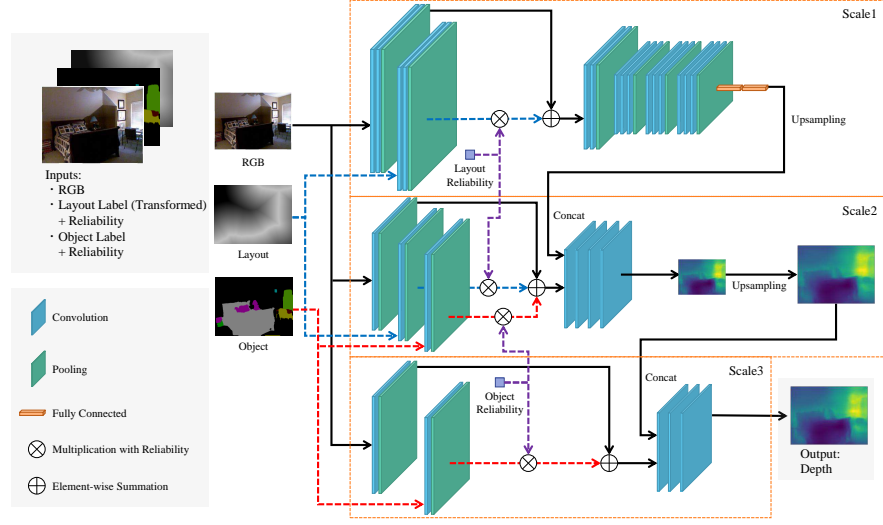 Inputs:
・RGB
・Layout Label (Transformed)
+ Reliability
・Object Label
+ Reliability
Convolution
Pooling
Fully Connected
Multiplication with Reliability
Element-wise Summation
RGB
Layout
Object
Scale1
Layout
Reliability
Upsampling
Scale2
Concat
Upsampling
Scale3
Object
Reliability
Concat
Output:
Depth